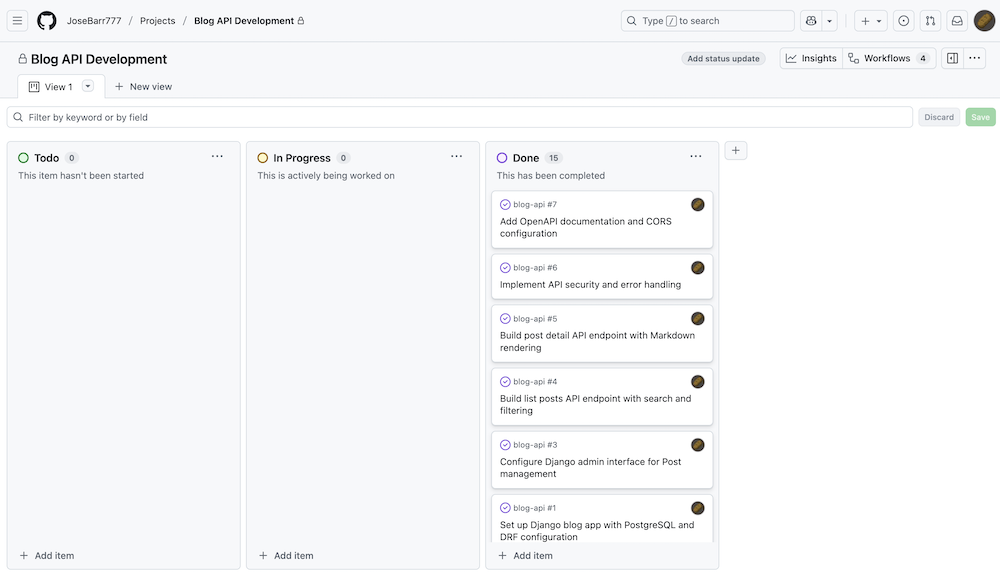 JoseBarr777 / Projects / Blog API Development
Type / to search
Blog API Development
Add status update
Insights
Workflows 4
View 1
New view
Filter by keyword or by field
Discard
Save
Todo 0
This item hasn't been started
Add item
In Progress 0
This is actively being worked on
Add item
Done 15
This has been completed
blog-api #7
Add OpenAPI documentation and CORS
configuration
blog-api #6
Implement API security and error handling
blog-api #5
Build post detail API endpoint with Markdown
rendering
blog-api #4
Build list posts API endpoint with search and
filtering
blog-api #3
Configure Django admin interface for Post
management
blog-api #1
Set up Django blog app with PostgreSQL and
DRF configuration
Add item